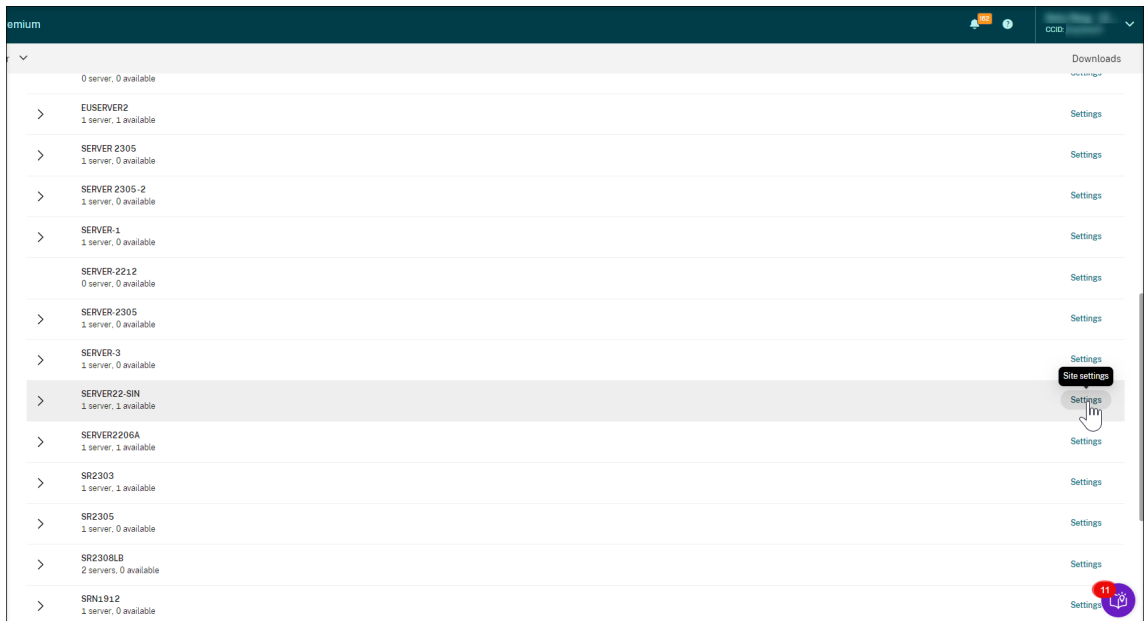 emium
162
?
CCID:
r
Downloads
0 server, 0 available
Settings
EUSERVER2
1 server, 1 available
Settings
SERVER 2305
1 server, 0 available
Settings
SERVER 2305-2
1 server, 0 available
Settings
SERVER-1
1 server, 0 available
Settings
SERVER-2212
0 server, 0 available
Settings
SERVER-2305
1 server, 0 available
Settings
SERVER-3
1 server, 0 available
Settings
Site settings
SERVER22-SIN
1 server, 1 available
Settings
SERVER2206A
1 server, 1 available
Settings
SR2303
1 server, 1 available
Settings
SR2305
1 server, 0 available
Settings
SR2308LB
2 servers, 0 available
Settings
SRN1912
1 server, 0 available
Settings
11